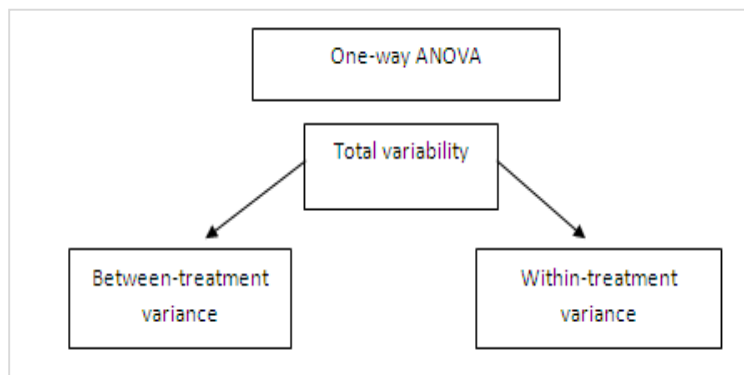 One-way ANOVA
Total variability
Between-treatment
variance
Within-treatment
variance